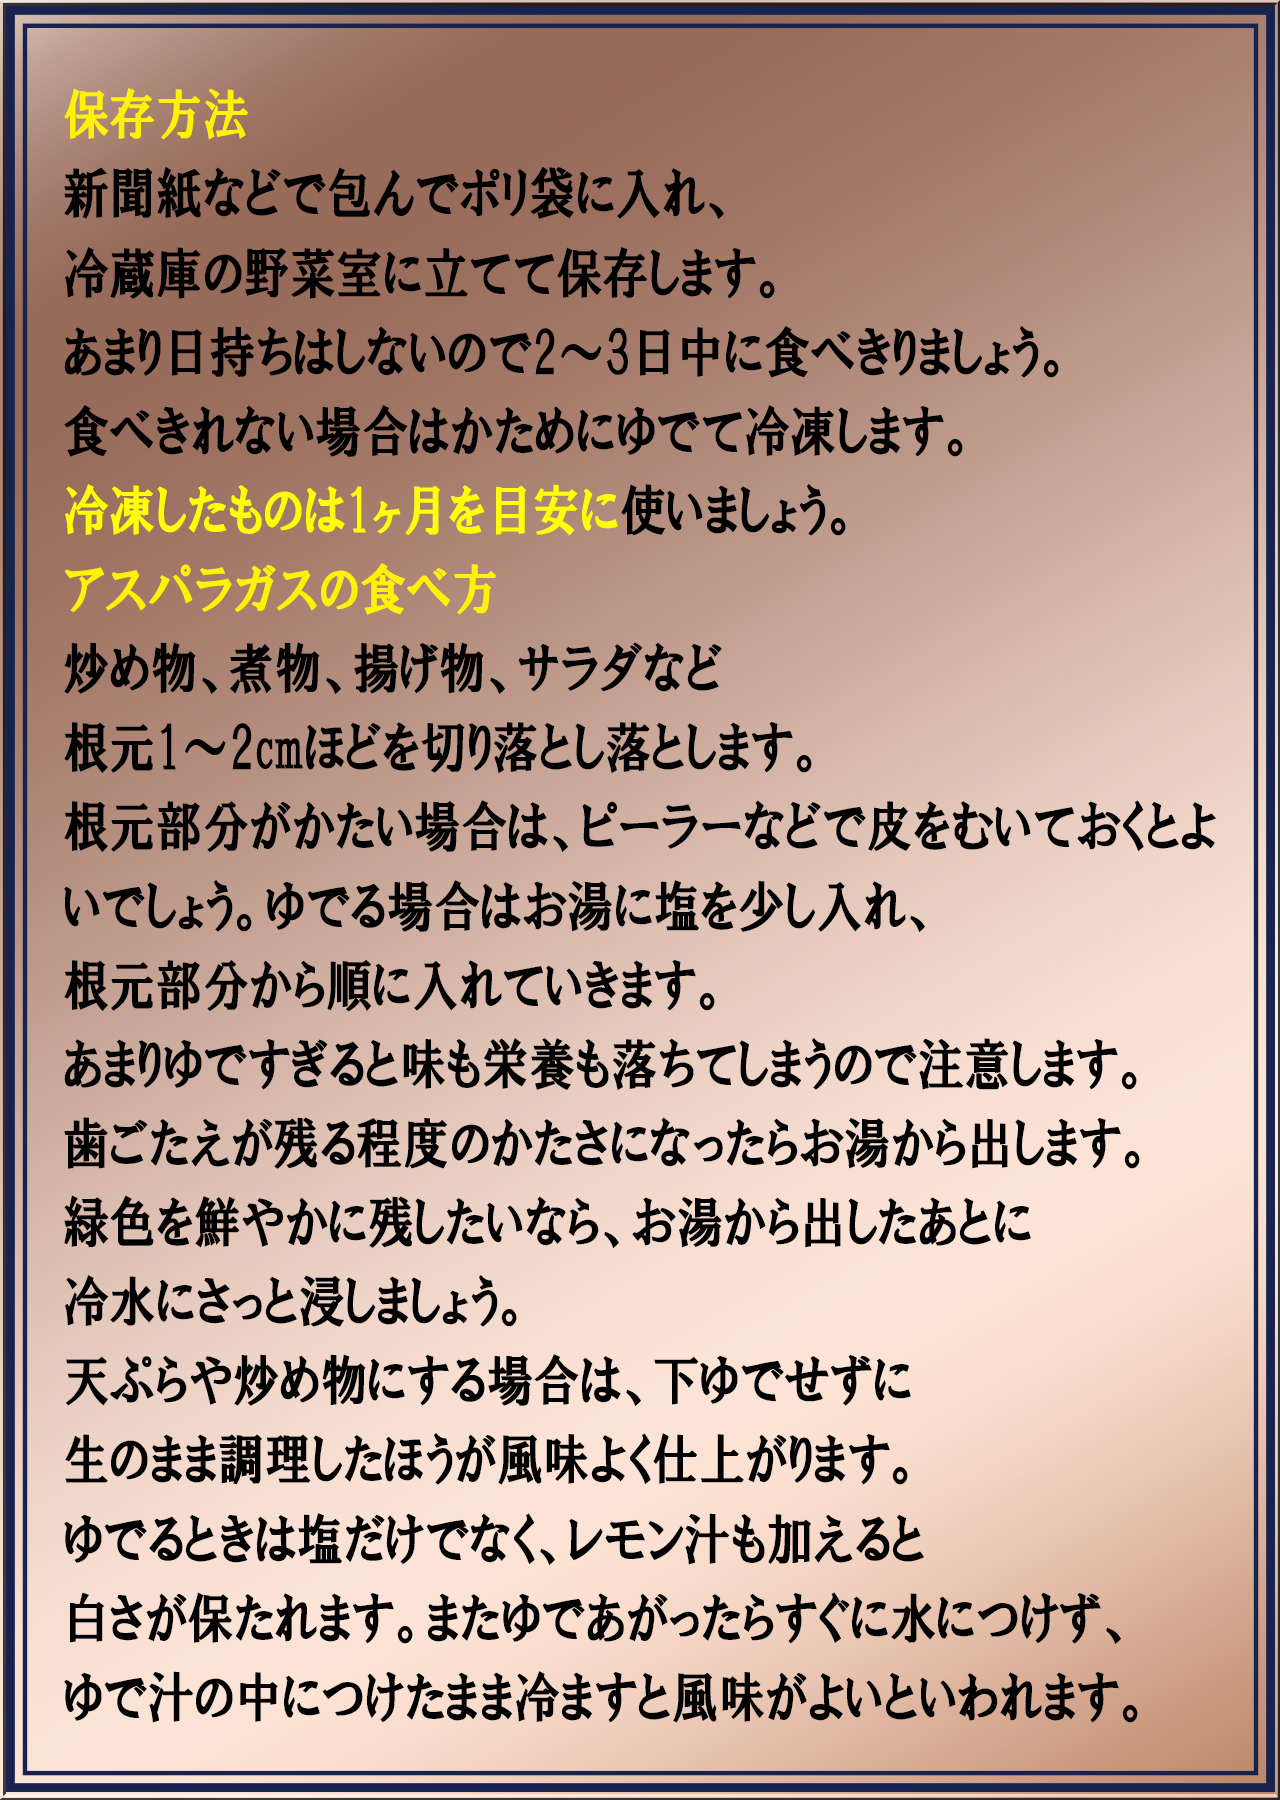 保存方法
新聞紙などで包んでポリ袋に入れ、
冷蔵庫の野菜室に立てて保存します。
あまり日持ちはしないので2～3日中に食べきりましょう。
食べきれない場合はかためにゆでて冷凍します。
冷凍したものは1ヶ月を目安に使いましょう。
アスパラガスの食べ方
炒め物、煮物、揚げ物、サラダなど
根元1～2cmほどを切り落とし落とします。
根元部分がかたい場合は、ピーラーなどで皮をむいておくとよ
いでしょう。ゆでる場合はお湯に塩を少し入れ、
根元部分から順に入れていきます。
あまりゆですぎると味も栄養も落ちてしまうので注意します。
歯ごたえが残る程度のかたさになったらお湯から出します。
緑色を鮮やかに残したいなら、お湯から出したあとに
冷水にさっと浸しましょう。
天ぷらや炒め物にする場合は、下ゆでせずに
生のまま調理したほうが風味よく仕上がります。
ゆでるときは塩だけでなく、レモン汁も加えると
白さが保たれます。またゆであがったらすぐに水につけず、
ゆで汁の中につけたまま冷ますと風味がよいといわれます。